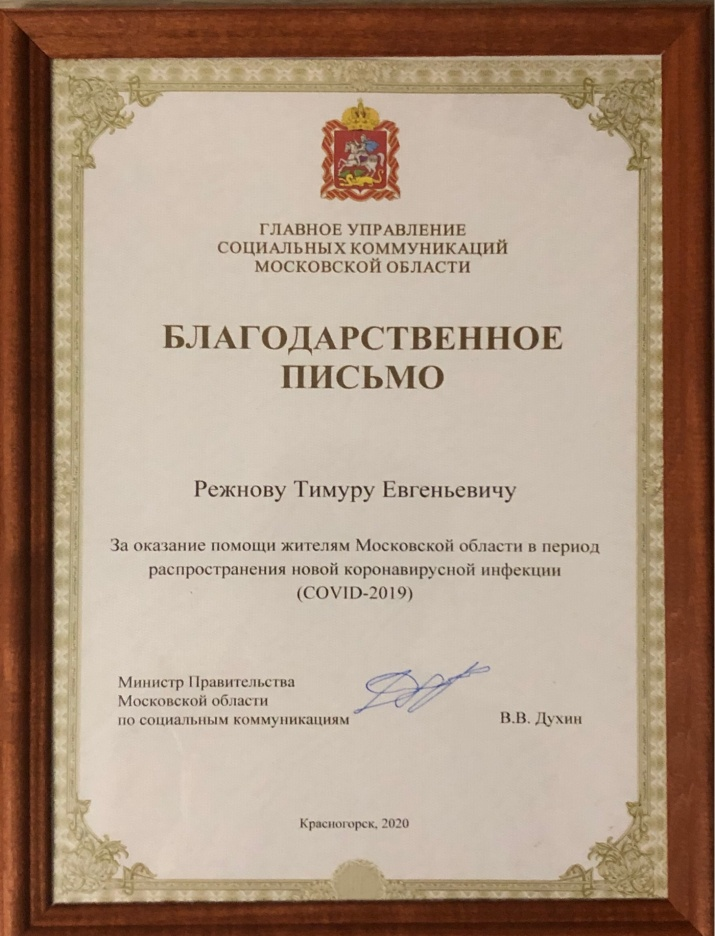 ГЛАВНОЕ УПРАВЛЕНИЕ
СОЦИАЛЬНЫХ КОММУНИКАЦИЙ
МОСКОВСКОЙ ОБЛАСТИ
БЛАГОДАРСТВЕННОЕ
ПИСЬМО
Режнову Тимуру Евгеньевичу
За оказание помощи жителям Московской области в период
распространения новой коронавирусной инфекции
(COVID-2019)
Министр Правительства
Московской области
по социальным коммуникациям
В.В. Духин
Красногорск, 2020